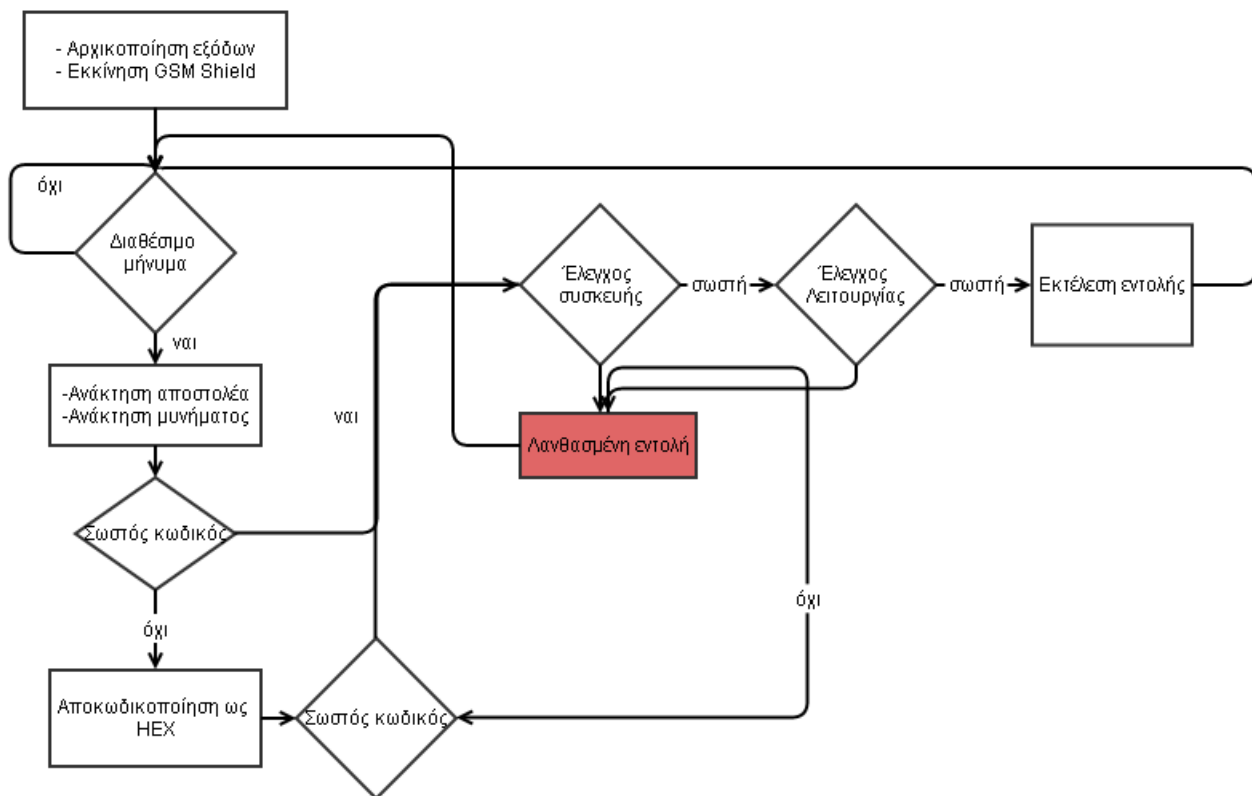 - Αρχικοποίηση εξόδων
- Εκκίνηση GSM Shield
όχι
Διαθέσιμο
μήνυμα
Έλεγχος
συσκευής
σωστή
Έλεγχος
Λειτουργίας
σωστή
Εκτέλεση εντολής
ναι
-Ανάκτηση αποστολέα
-Ανάκτηση μυνήματος
ναι
Λανθασμένη εντολή
Σωστός κωδικός
όχι
όχι
Αποκωδικοποίηση ως
HEX
Σωστός κωδικός